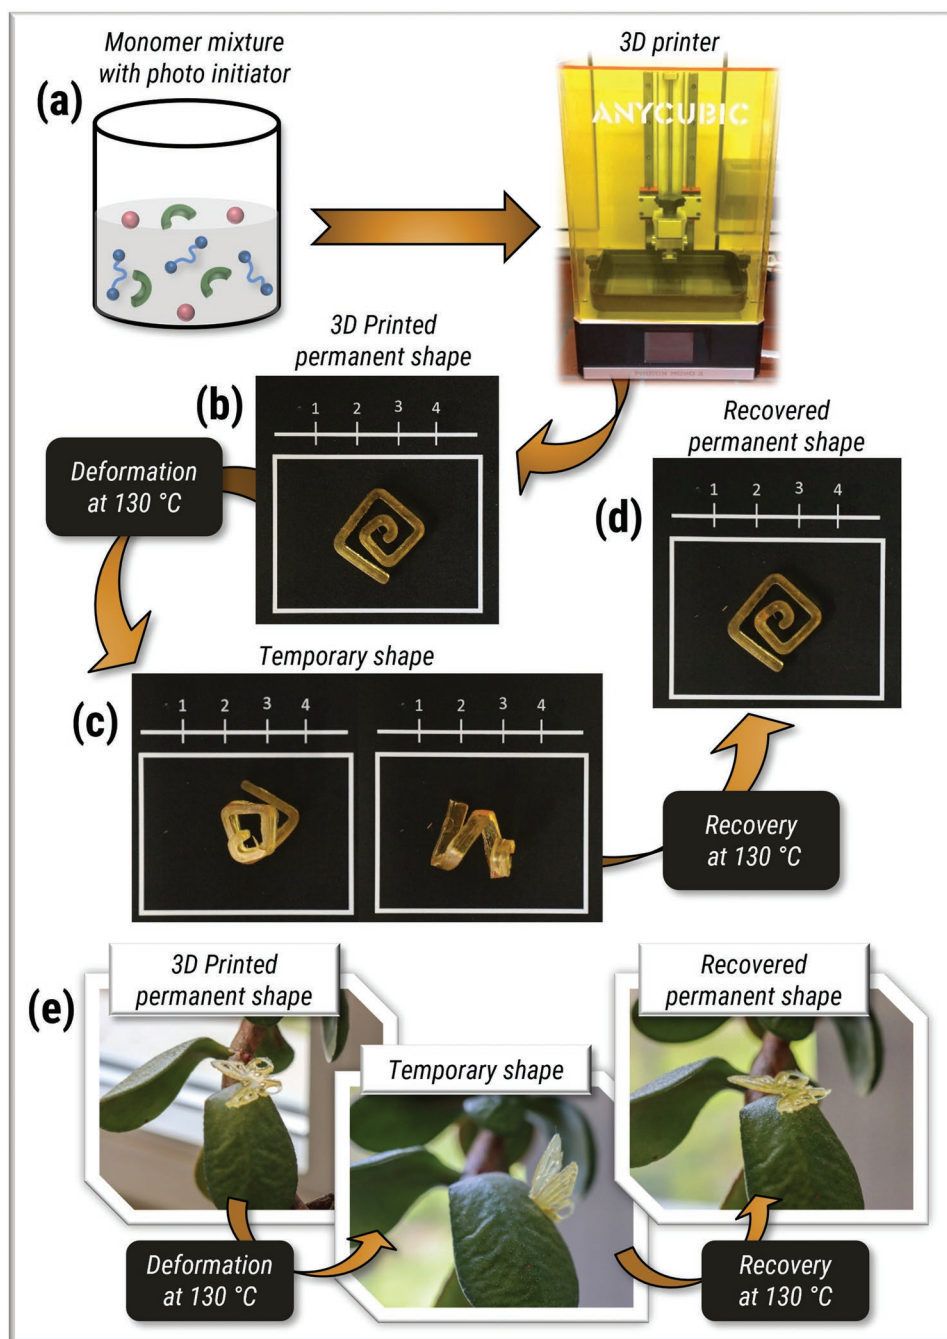 Monomer mixture
with photo initiator
3D printer
(a)
ANYCUBIC
PHOTON MONO X
3D Printed
permanent shape
(b)
1 2 3 4
Recovered
permanent shape
(d)
1 2 3 4
Deformation
at 130 °C
Temporary shape
(c)
1 2 3 4
1 2 3 4
Recovery
at 130 °C
(e)
3D Printed
permanent shape
Temporary shape
Recovered
permanent shape
Deformation
at 130 °C
Recovery
at 130 °C